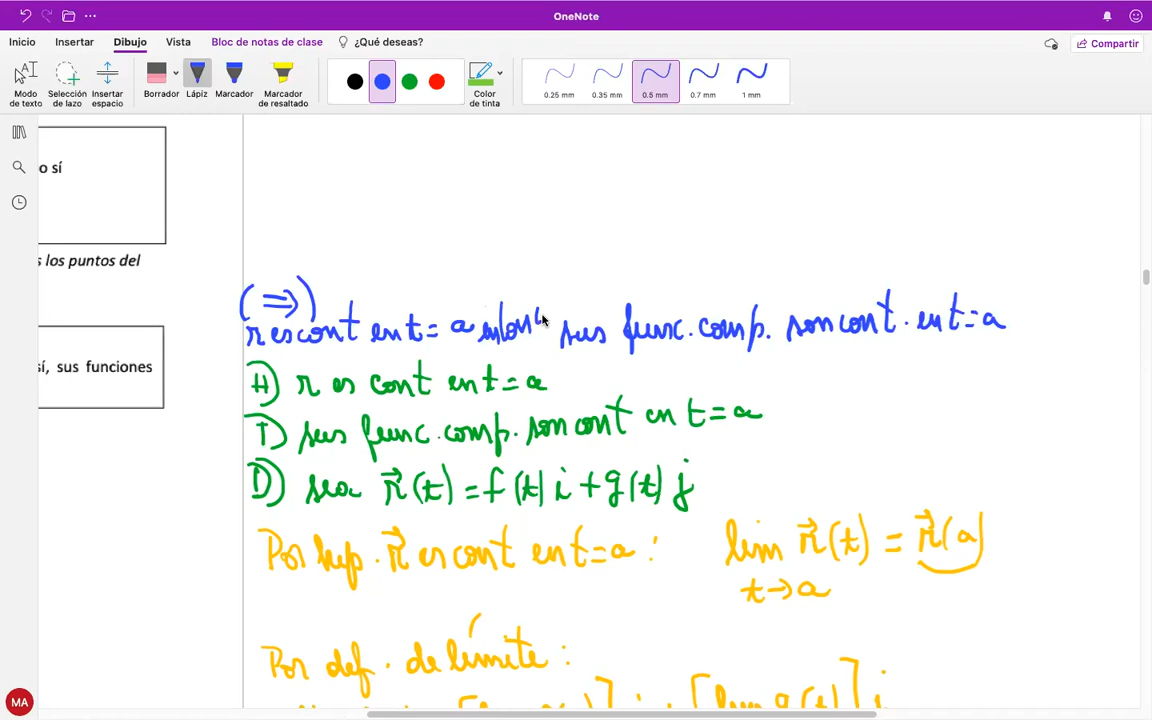 OneNote
Inicio Insertar Dibujo Vista Bloc de notas de clase ¿Qué deseas? Compartir
Modo de texto Selección de lazo Insertar espacio Borrador Lápiz Marcador Marcador de resaltado Color de tinta 0.25 mm 0.35 mm 0.5 mm 0.7 mm 1 mm
o sí
s los puntos del
sí, sus funciones
(⇒)
r es cont en t = a entonc sus func. comp. son cont. en t = a
H) r es cont en t = a
T) sus func. comp. son cont en t = a
D) sea r⃗(t) = f(t) i + g(t) j
Por hip. r⃗ es cont en t = a : lim r⃗(t) = r⃗(a)
t → a
Por def. de límite :
] i + [lim g(t)] j
MA